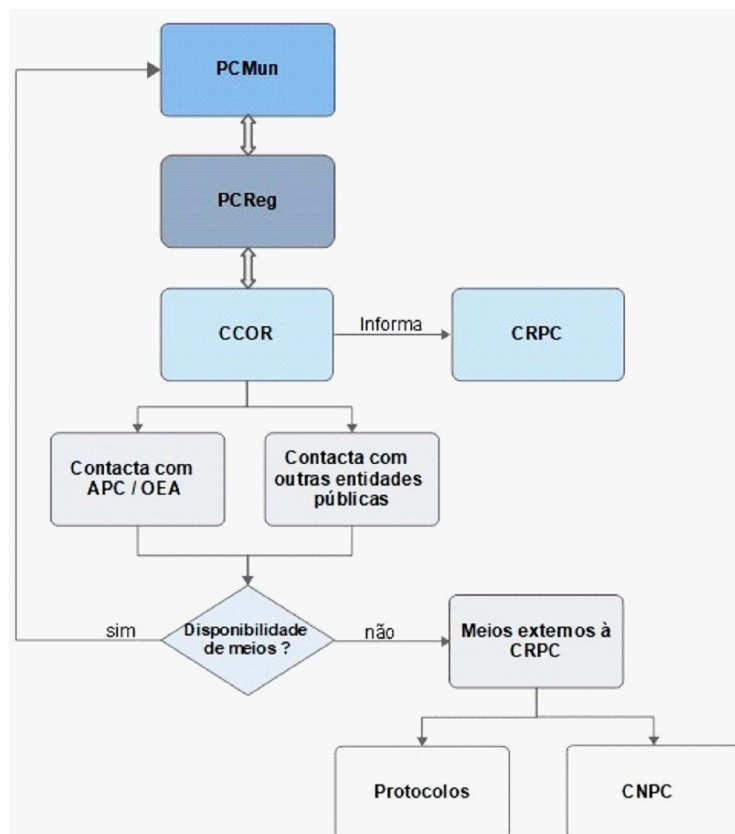 PCMun
PCReg
CCOR
Informa
CRPC
Contacta com
APC / OEA
Contacta com
outras entidades
públicas
sim
Disponibilidade
de meios ?
não
Meios externos à
CRPC
Protocolos
CNPC